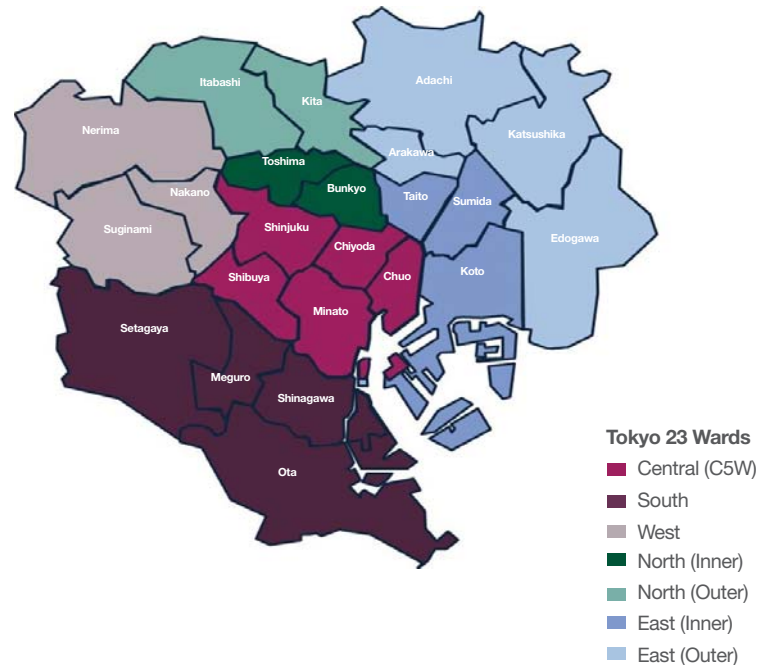 Itabashi
Adachi
Kita
Nerima
Katsushika
Arakawa
Toshima
Bunkyo
Nakano
Taito
Sumida
Suginami
Shinjuku
Chiyoda
Edogawa
Shibuya
Chuo
Koto
Minato
Setagaya
Meguro
Shinagawa
Ota
Tokyo 23 Wards
Central (C5W)
South
West
North (Inner)
North (Outer)
East (Inner)
East (Outer)